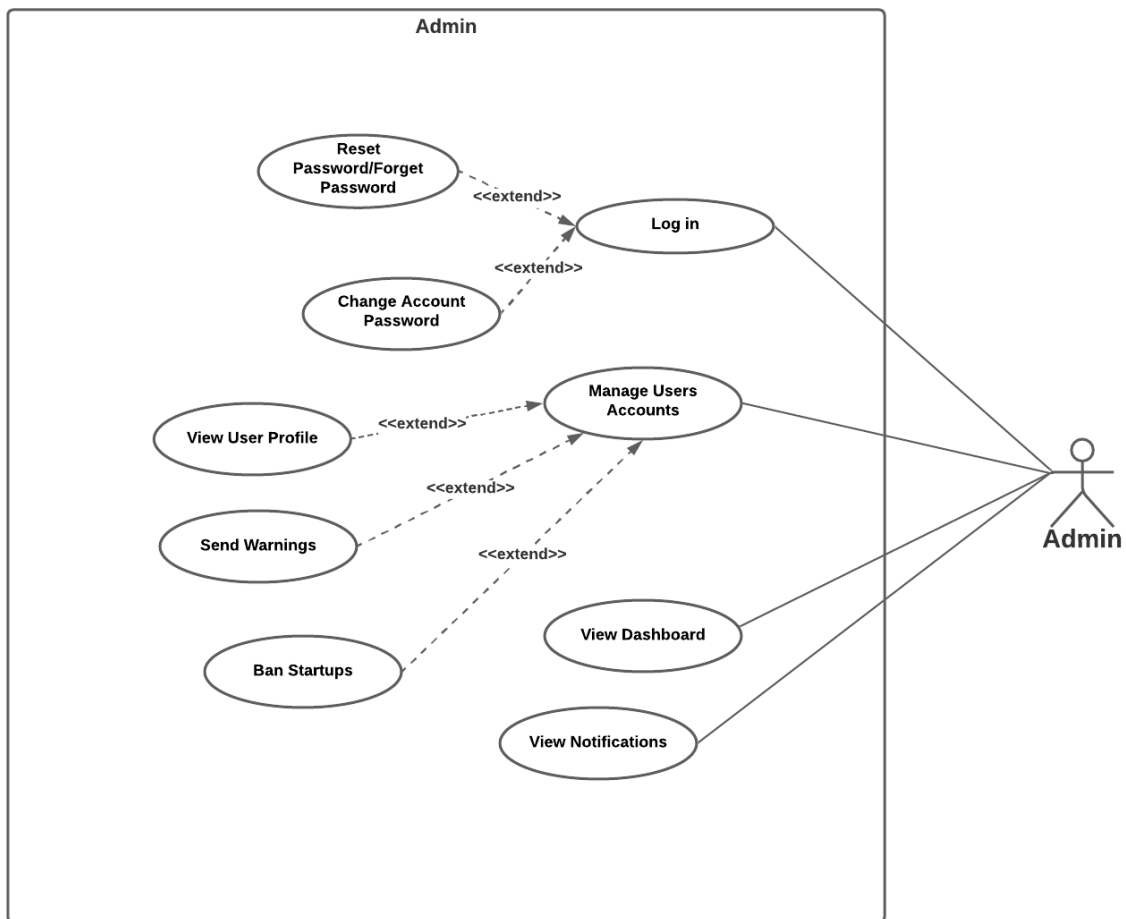 Admin
Reset
Password/Forget
Password
<<extend>>
Log in
<<extend>>
Change Account
Password
Manage Users
Accounts
<<extend>>
View User Profile
<<extend>>
Send Warnings
<<extend>>
Admin
View Dashboard
Ban Startups
View Notifications